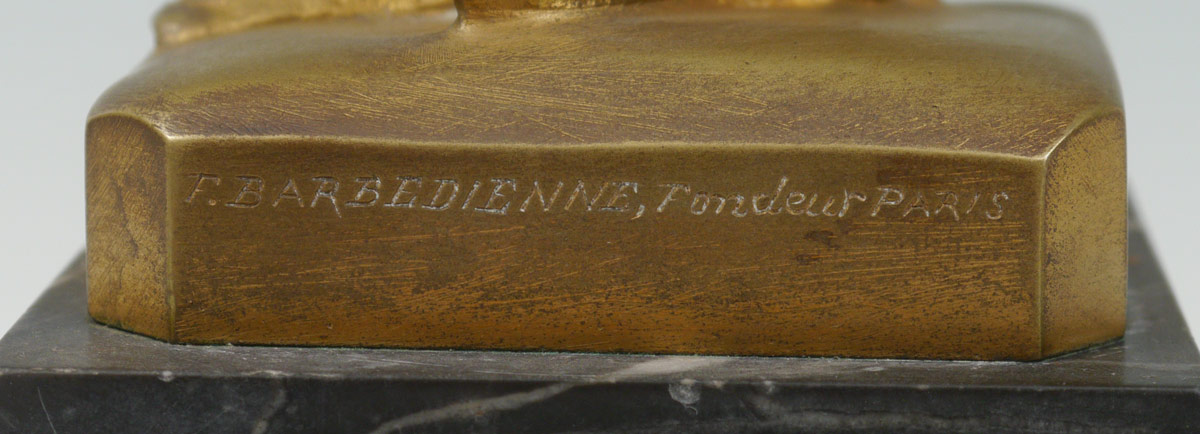 F. BARBEDIENNE, Fondeur PARIS